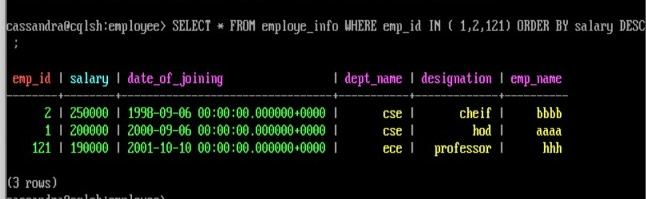 cassandra@cqlsh:employee> SELECT * FROM employe_info WHERE emp_id IN ( 1,2,121) ORDER BY salary DESC
;
emp_id | salary | date_of_joining | dept_name | designation | emp_name
--------+--------+---------------------------------+-----------+-------------+----------
2 | 250000 | 1998-09-06 00:00:00.000000+0000 | cse | cheif | bbbb
1 | 200000 | 2000-09-06 00:00:00.000000+0000 | cse | hod | aaaa
121 | 190000 | 2001-10-10 00:00:00.000000+0000 | ece | professor | hhh
(3 rows)
cassandra@cqlsh:employee>